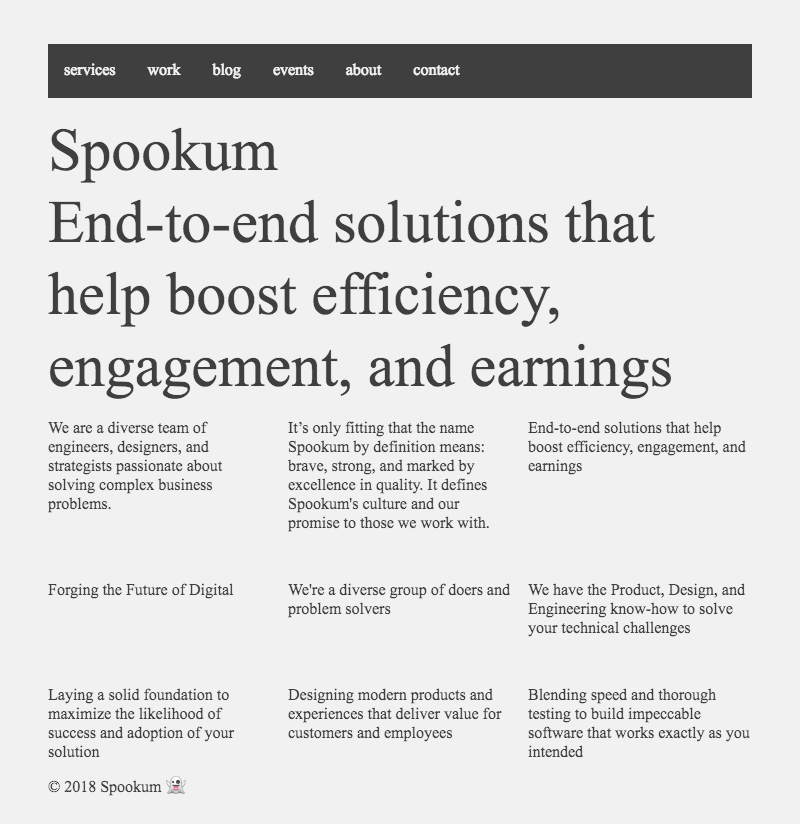 services work blog events about contact
Spookum
End-to-end solutions that
help boost efficiency,
engagement, and earnings
We are a diverse team of
engineers, designers, and
strategists passionate about
solving complex business
problems.
It’s only fitting that the name
Spookum by definition means:
brave, strong, and marked by
excellence in quality. It defines
Spookum's culture and our
promise to those we work with.
End-to-end solutions that help
boost efficiency, engagement, and
earnings
Forging the Future of Digital
We're a diverse group of doers and
problem solvers
We have the Product, Design, and
Engineering know-how to solve
your technical challenges
Laying a solid foundation to
maximize the likelihood of
success and adoption of your
solution
Designing modern products and
experiences that deliver value for
customers and employees
Blending speed and thorough
testing to build impeccable
software that works exactly as you
intended
© 2018 Spookum 👻